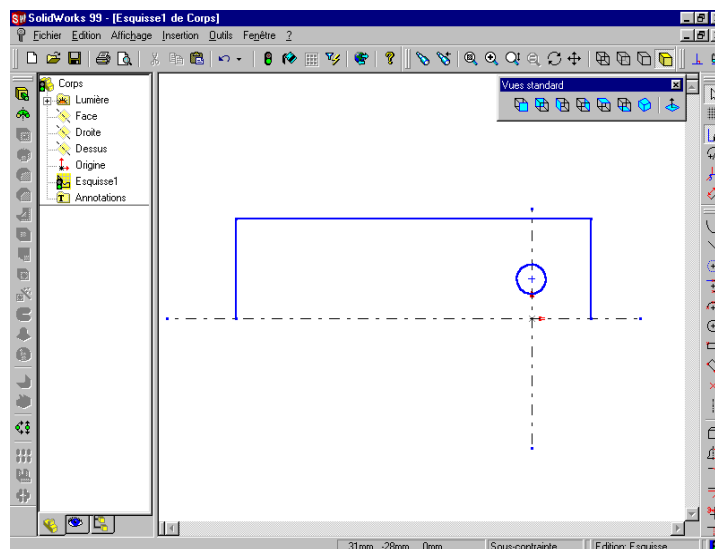 SolidWorks 99 - [Esquisse1 de Corps]
Fichier Edition Affichage Insertion Outils Fenêtre ?
Vues standard
Corps
Lumière
Face
Droite
Dessus
Origine
Esquisse1
Annotations
31mm -28mm 0mm Sous-contrainte Edition: Esquisse